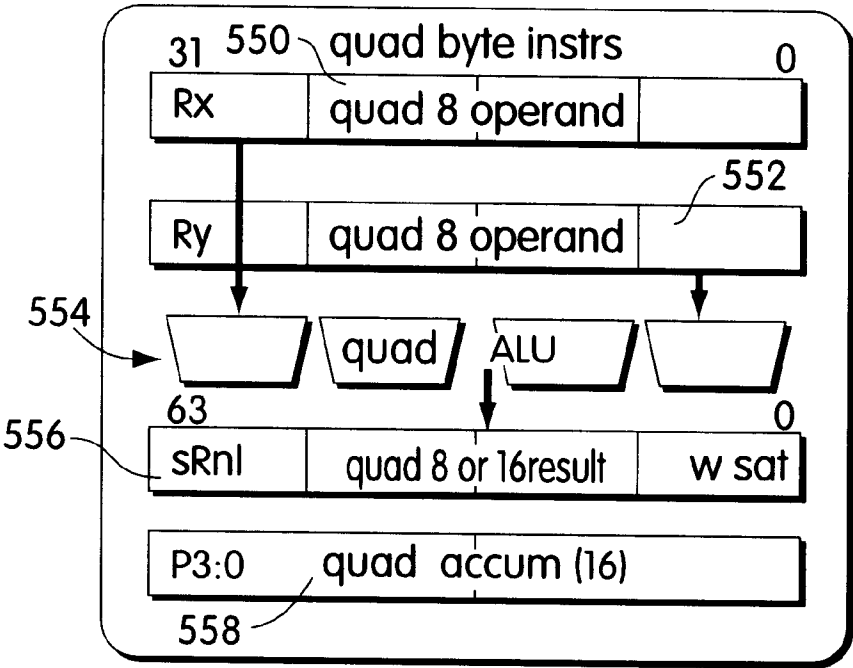 550 quad byte instrs
31 0
Rx quad 8 operand
552
Ry quad 8 operand
554
quad ALU
63 0
556
sRnl quad 8 or 16result w sat
P3:0 quad accum (16)
558